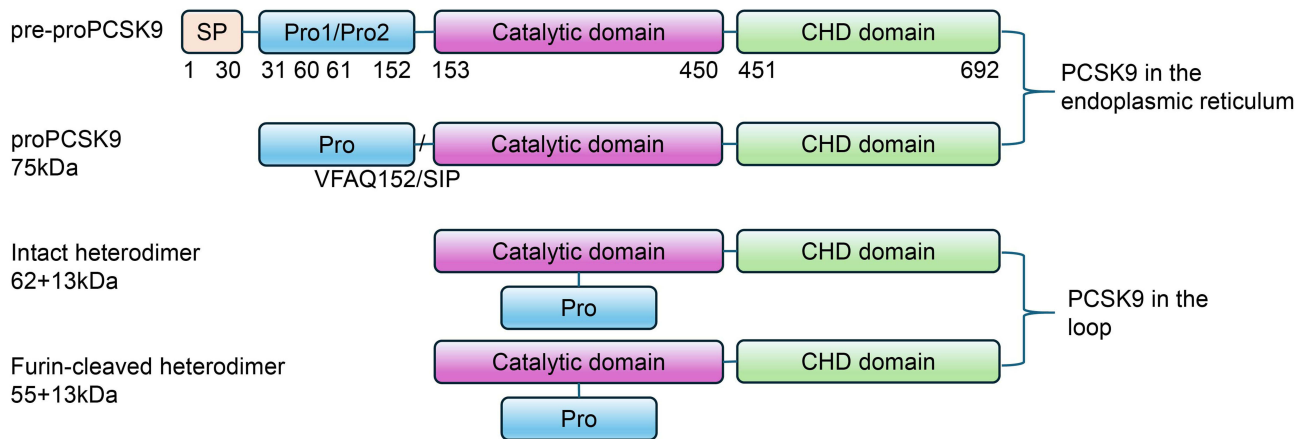 pre-proPCSK9 SP Pro1/Pro2 Catalytic domain CHD domain
1 30 31 60 61 152 153 450 451 692
PCSK9 in the
endoplasmic reticulum
proPCSK9
75kDa
Pro / Catalytic domain CHD domain
VFAQ152/SIP
Intact heterodimer
62+13kDa
Catalytic domain CHD domain
Pro
PCSK9 in the
loop
Furin-cleaved heterodimer
55+13kDa
Catalytic domain CHD domain
Pro